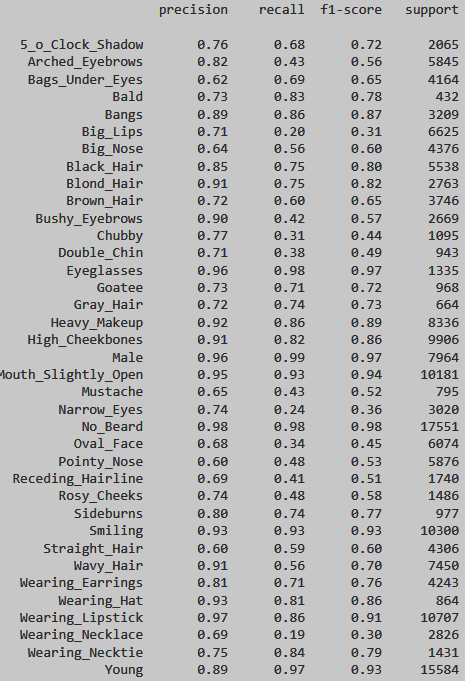 precision recall f1-score support
5_o_Clock_Shadow 0.76 0.68 0.72 2065
Arched_Eyebrows 0.82 0.43 0.56 5845
Bags_Under_Eyes 0.62 0.69 0.65 4164
Bald 0.73 0.83 0.78 432
Bangs 0.89 0.86 0.87 3209
Big_Lips 0.71 0.20 0.31 6625
Big_Nose 0.64 0.56 0.60 4376
Black_Hair 0.85 0.75 0.80 5538
Blond_Hair 0.91 0.75 0.82 2763
Brown_Hair 0.72 0.60 0.65 3746
Bushy_Eyebrows 0.90 0.42 0.57 2669
Chubby 0.77 0.31 0.44 1095
Double_Chin 0.71 0.38 0.49 943
Eyeglasses 0.96 0.98 0.97 1335
Goatee 0.73 0.71 0.72 968
Gray_Hair 0.72 0.74 0.73 664
Heavy_Makeup 0.92 0.86 0.89 8336
High_Cheekbones 0.91 0.82 0.86 9906
Male 0.96 0.99 0.97 7964
Mouth_Slightly_Open 0.95 0.93 0.94 10181
Mustache 0.65 0.43 0.52 795
Narrow_Eyes 0.74 0.24 0.36 3020
No_Beard 0.98 0.98 0.98 17551
Oval_Face 0.68 0.34 0.45 6074
Pointy_Nose 0.60 0.48 0.53 5876
Receding_Hairline 0.69 0.41 0.51 1740
Rosy_Cheeks 0.74 0.48 0.58 1486
Sideburns 0.80 0.74 0.77 977
Smiling 0.93 0.93 0.93 10300
Straight_Hair 0.60 0.59 0.60 4306
Wavy_Hair 0.91 0.56 0.70 7450
Wearing_Earrings 0.81 0.71 0.76 4243
Wearing_Hat 0.93 0.81 0.86 864
Wearing_Lipstick 0.97 0.86 0.91 10707
Wearing_Necklace 0.69 0.19 0.30 2826
Wearing_Necktie 0.75 0.84 0.79 1431
Young 0.89 0.97 0.93 15584